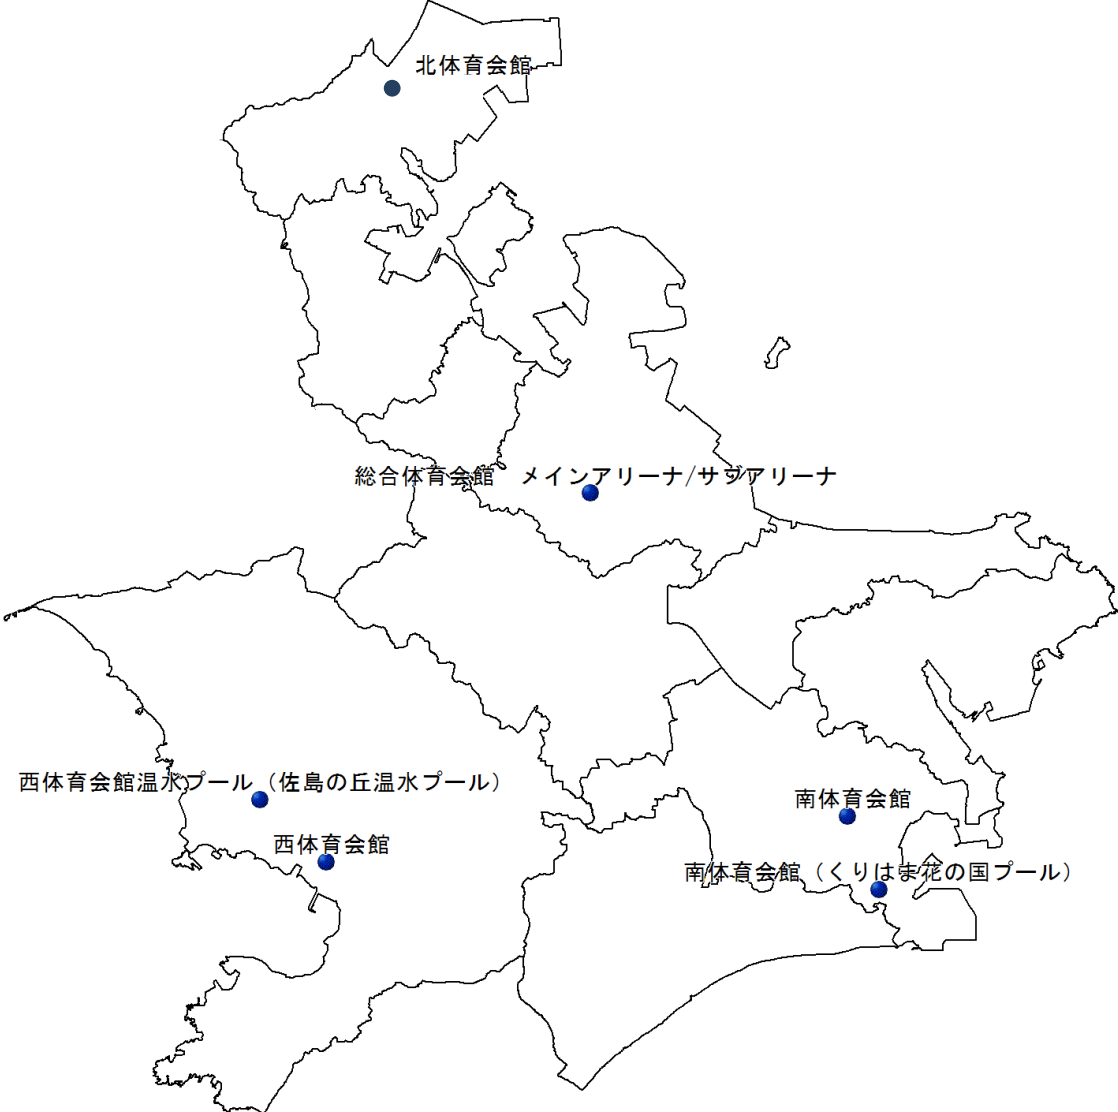 北体育会館
総合体育会館　メインアリーナ/サブアリーナ
西体育会館温水プール（佐島の丘温水プール）
南体育会館
西体育会館
南体育会館（くりはま花の国プール）